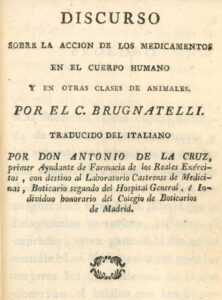 DISCURSO
SOBRE LA ACCION DE LOS MEDICAMENTOS
EN EL CUERPO HUMANO
Y EN OTRAS CLASES DE ANIMALES,
POR EL C. BRUGNATELLI.
TRADUCIDO DEL ITALIANO
POR DON ANTONIO DE LA CRUZ,
primer Ayudante de Farmacia de los Reales Exérci-
tos, con destino al Laboratorio Castrense de Medici-
nas, Boticario segundo del Hospital General, é In-
dividuo honorario del Colegio de Boticarios
de Madrid.